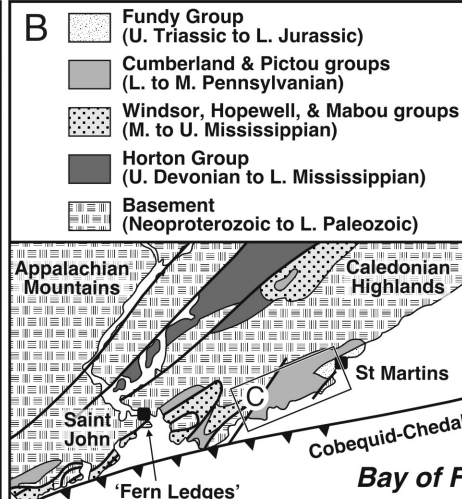 B
Fundy Group
(U. Triassic to L. Jurassic)
Cumberland & Pictou groups
(L. to M. Pennsylvanian)
Windsor, Hopewell, & Mabou groups
(M. to U. Mississippian)
Horton Group
(U. Devonian to L. Mississippian)
Basement
(Neoproterozoic to L. Paleozoic)
Appalachian
Mountains
Caledonian
Highlands
St Martins
C
Saint
John
Cobequid-Chedab
'Fern Ledges'
Bay of F